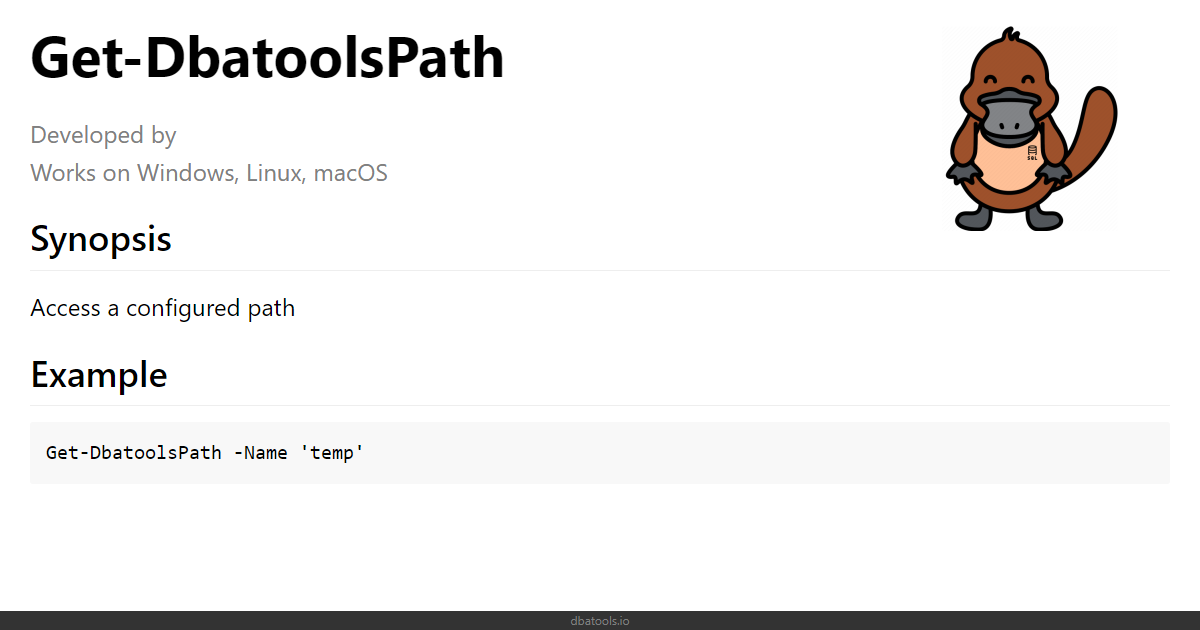 Get-DbatoolsPath
Developed by
Works on Windows, Linux, macOS
SQL
Synopsis
Access a configured path
Example
Get-DbatoolsPath -Name 'temp'
dbatools.io